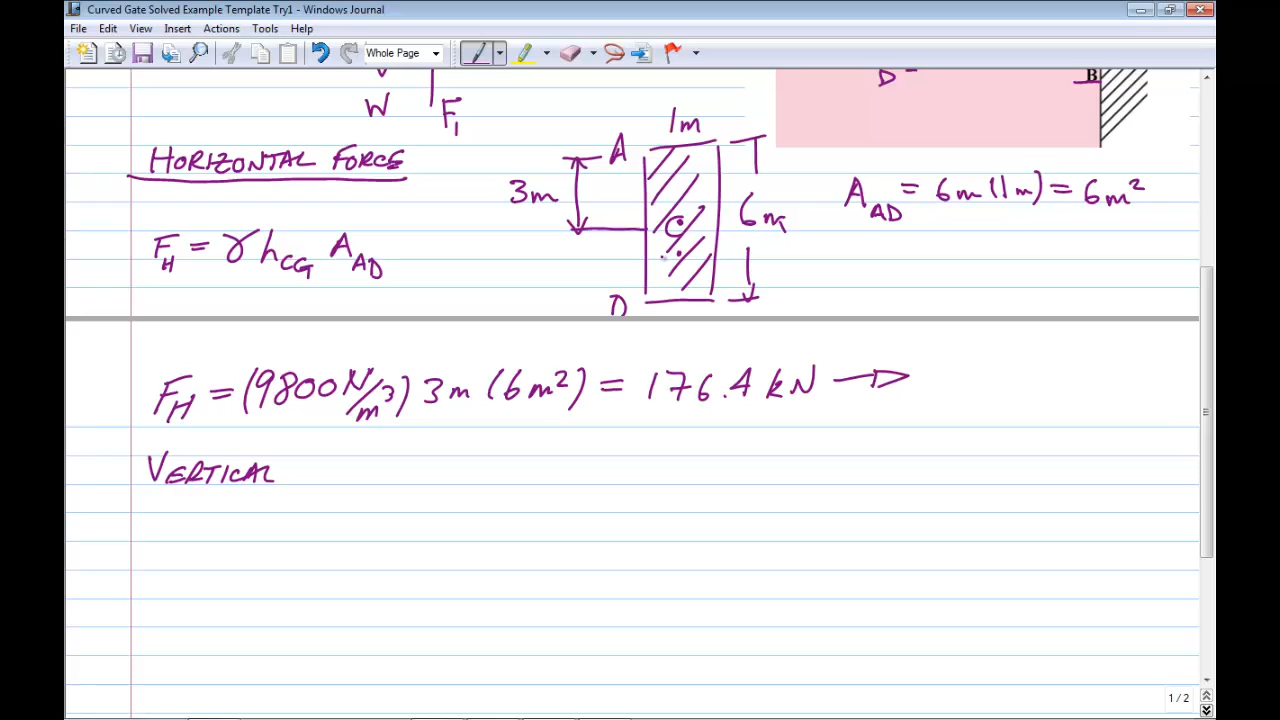 Curved Gate Solved Example Template Try1 - Windows Journal
File Edit View Insert Actions Tools Help
Whole Page
D
B
W
F1
1m
HORIZONTAL FORCE
A
3m
6m
A_AD = 6m (1m) = 6m²
F_H = γ h_CG A_AD
C
D
F_H = (9800 N/m³) 3m (6m²) = 176.4 kN →
VERTICAL
1 / 2